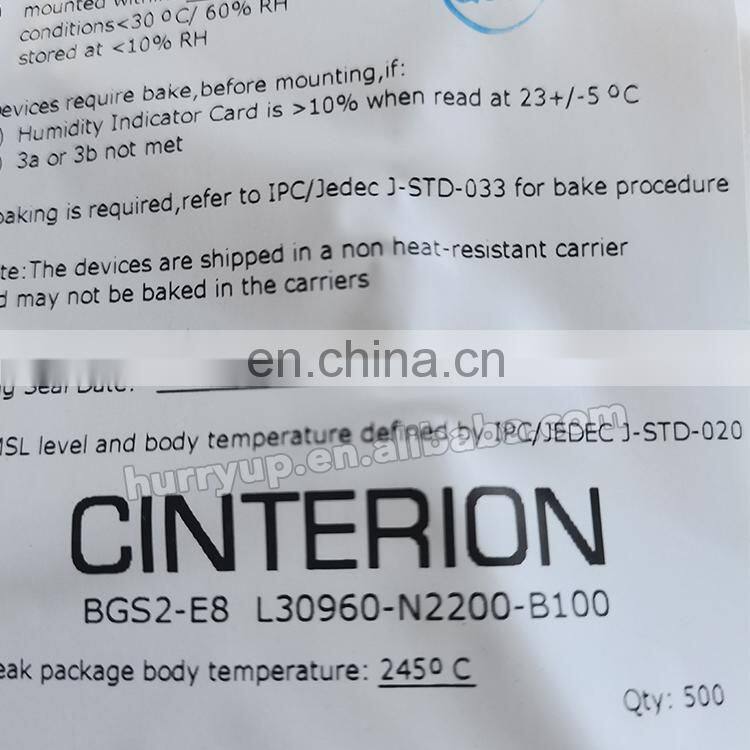 mounted
conditions<30 ºC/ 60% RH
stored at <10% RH
evices require bake,before mounting,if:
) Humidity Indicator Card is >10% when read at 23+/-5 ºC
) 3a or 3b not met
baking is required,refer to IPC/Jedec J-STD-033 for bake procedure
te:The devices are shipped in a non heat-resistant carrier
d may not be baked in the carriers
en.china.cn
MSL level and body temperature defined by IPC/JEDEC J-STD-020
hurryup.en.alibaba.com
CINTERION
BGS2-E8 L30960-N2200-B100
eak package body temperature: 245º C
Qty: 500